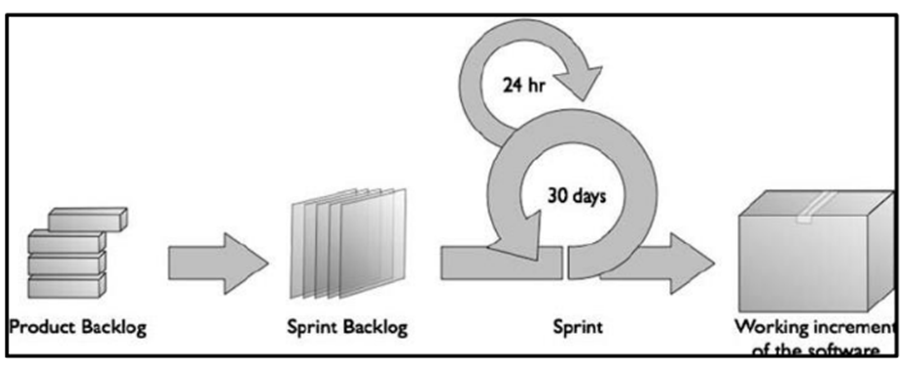 24 hr
30 days
Product Backlog
Sprint Backlog
Sprint
Working increment
of the software